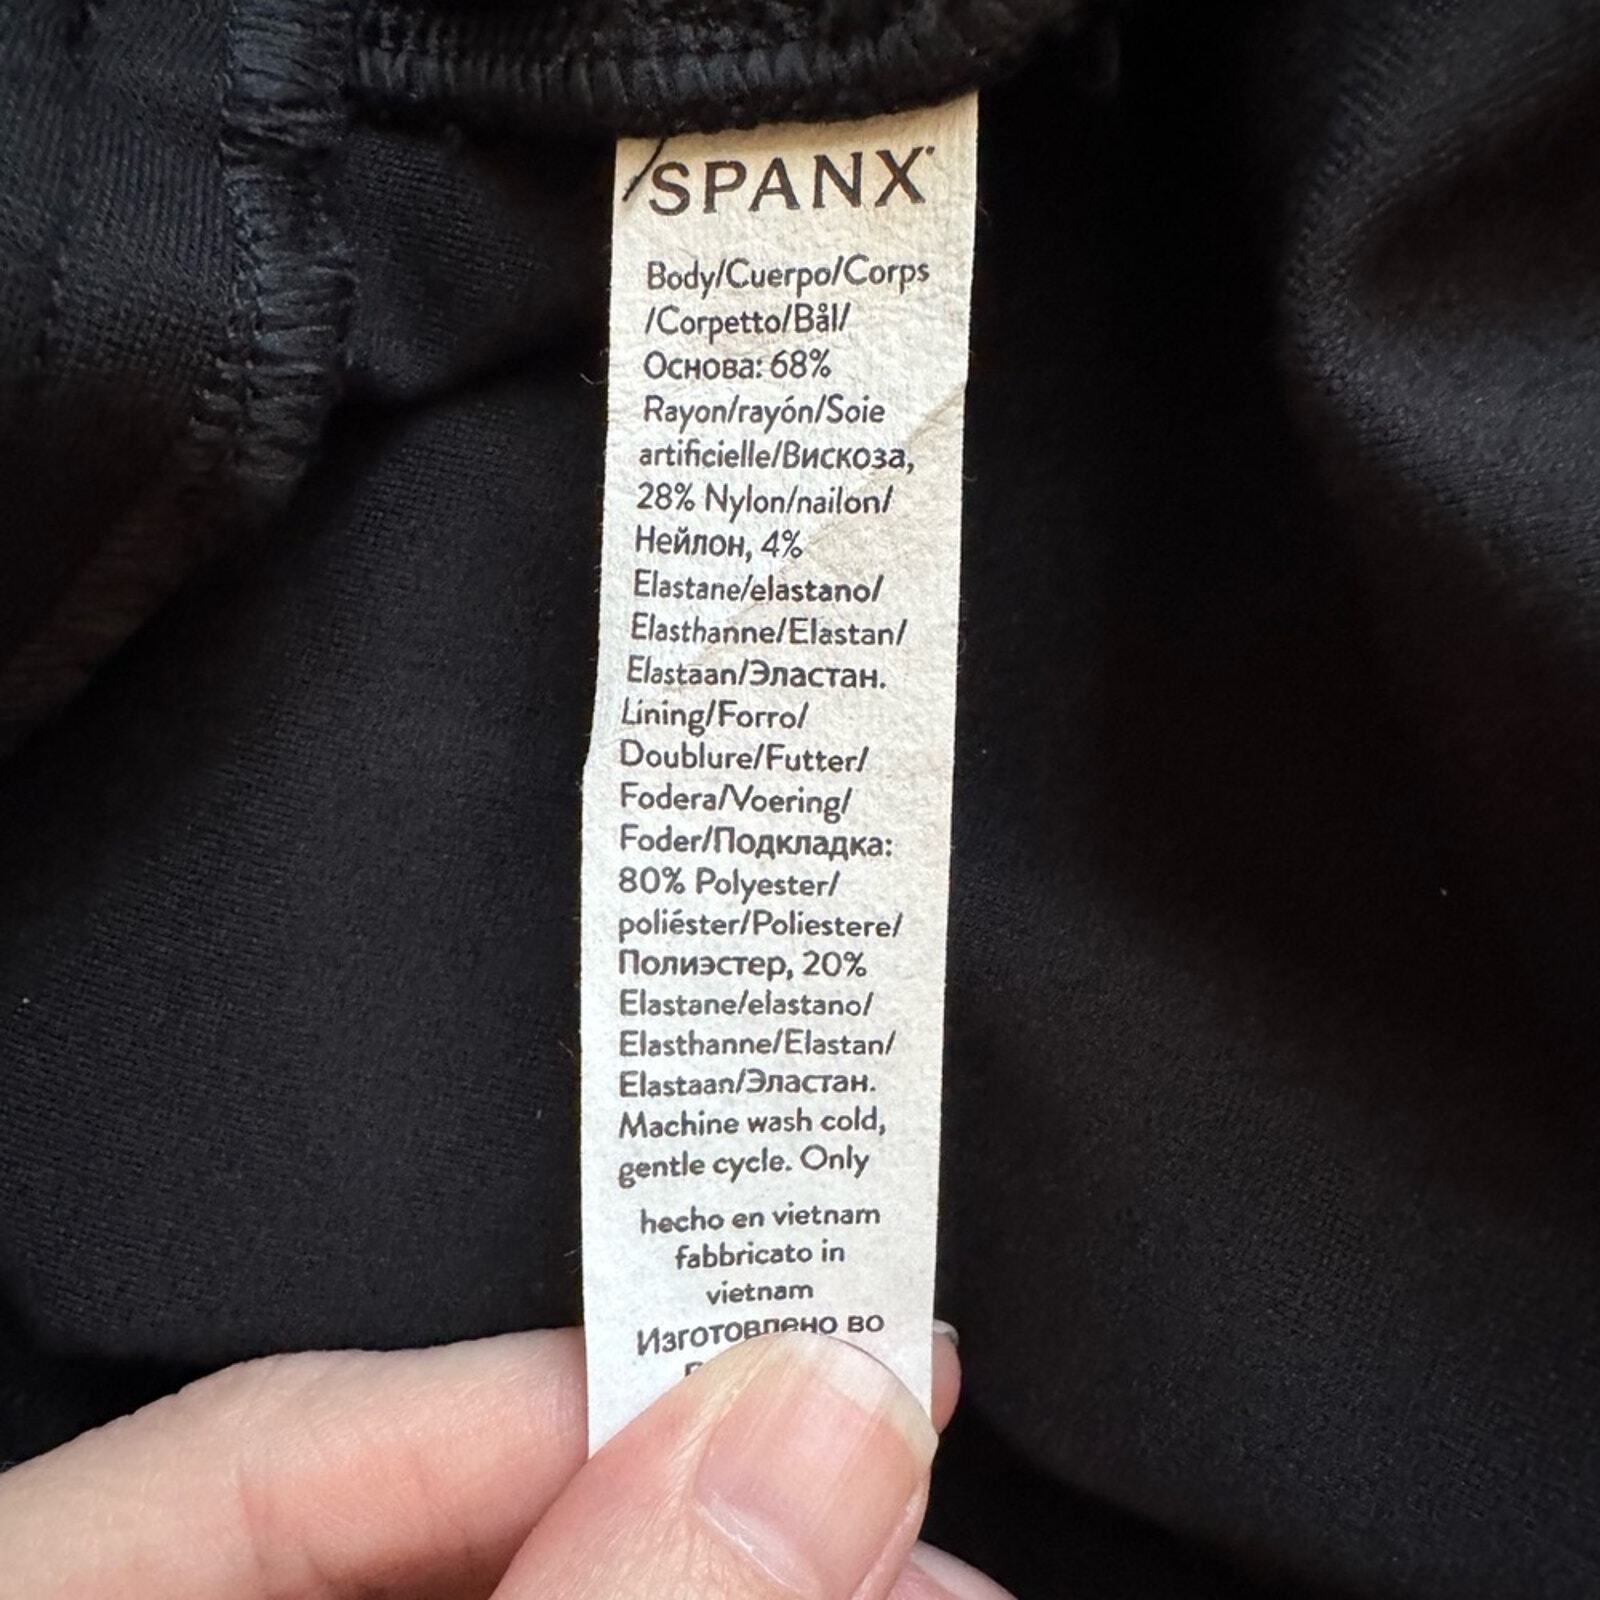 SPANX
Body/Cuerpo/Corps
/Corpetto/Bål/
Основа: 68%
Rayon/rayón/Soie
artificielle/Вискоза,
28% Nylon/nailon/
Нейлон, 4%
Elastane/elastano/
Elasthanne/Elastan/
Elastaan/Эластан.
Lining/Forro/
Doublure/Futter/
Fodera/Voering/
Foder/Подкладка:
80% Polyester/
poliéster/Poliestere/
Полиэстер, 20%
Elastane/elastano/
Elasthanne/Elastan/
Elastaan/Эластан.
Machine wash cold,
gentle cycle. Only
hecho en vietnam
fabbricato in
vietnam
Изготовлено во